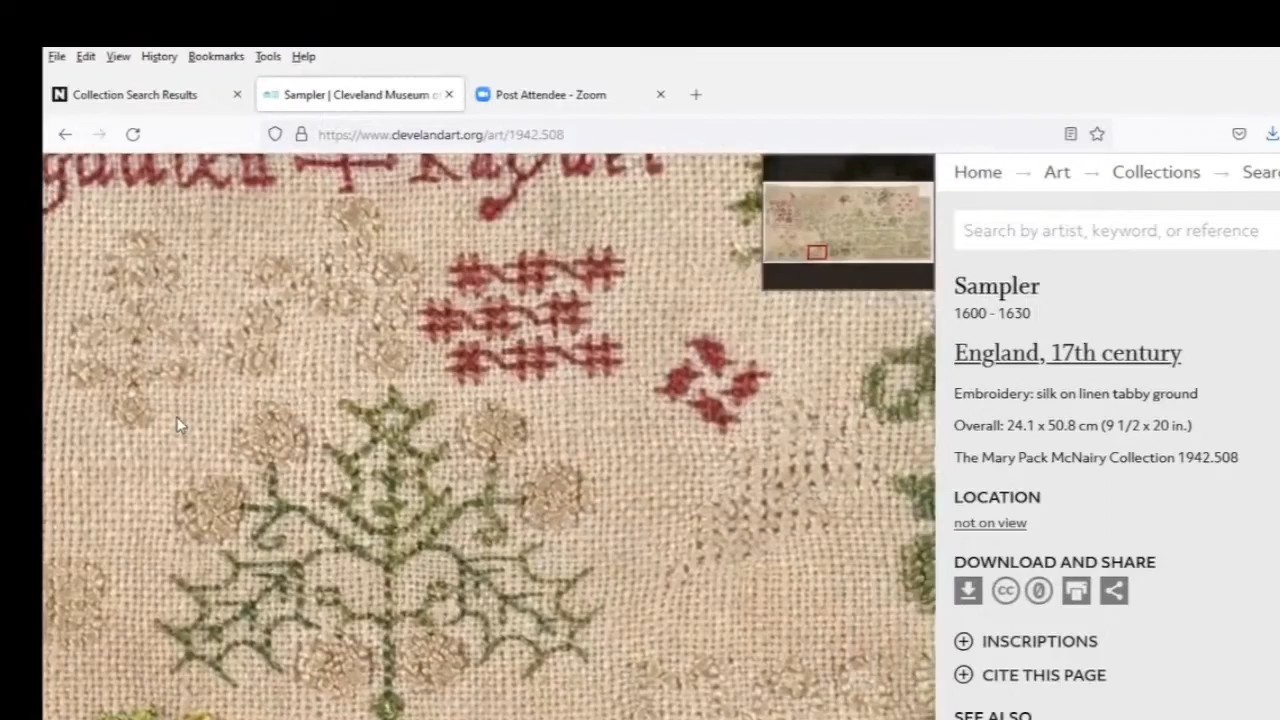 File Edit View History Bookmarks Tools Help
Collection Search Results
Sampler | Cleveland Museum o
Post Attendee - Zoom
https://www.clevelandart.org/art/1942.508
Home → Art → Collections → Sear
Search by artist, keyword, or reference
Sampler
1600 - 1630
England, 17th century
Embroidery: silk on linen tabby ground
Overall: 24.1 x 50.8 cm (9 1/2 x 20 in.)
The Mary Pack McNairy Collection 1942.508
LOCATION
not on view
DOWNLOAD AND SHARE
INSCRIPTIONS
CITE THIS PAGE
SEE ALSO